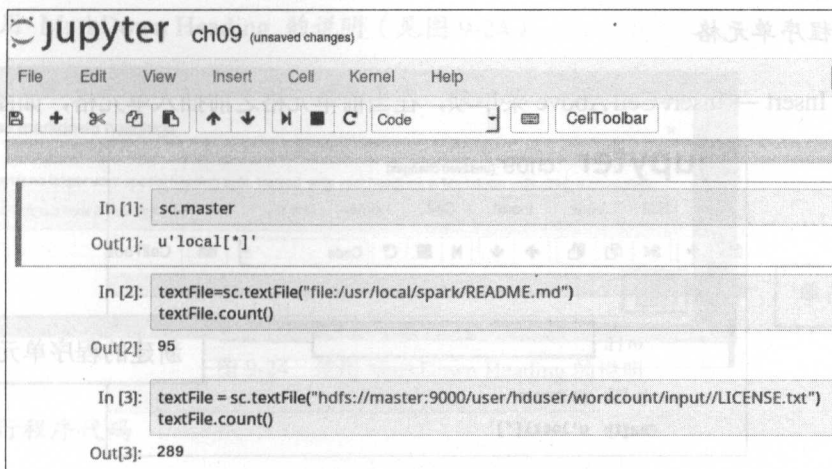 jupyter ch09 (unsaved changes)
File Edit View Insert Cell Kernel Help
Code CellToolbar
In [1]: sc.master
Out[1]: u'local[*]'
In [2]: textFile=sc.textFile("file:/usr/local/spark/README.md")
textFile.count()
Out[2]: 95
In [3]: textFile = sc.textFile("hdfs://master:9000/user/hduser/wordcount/input//LICENSE.txt")
textFile.count()
Out[3]: 289